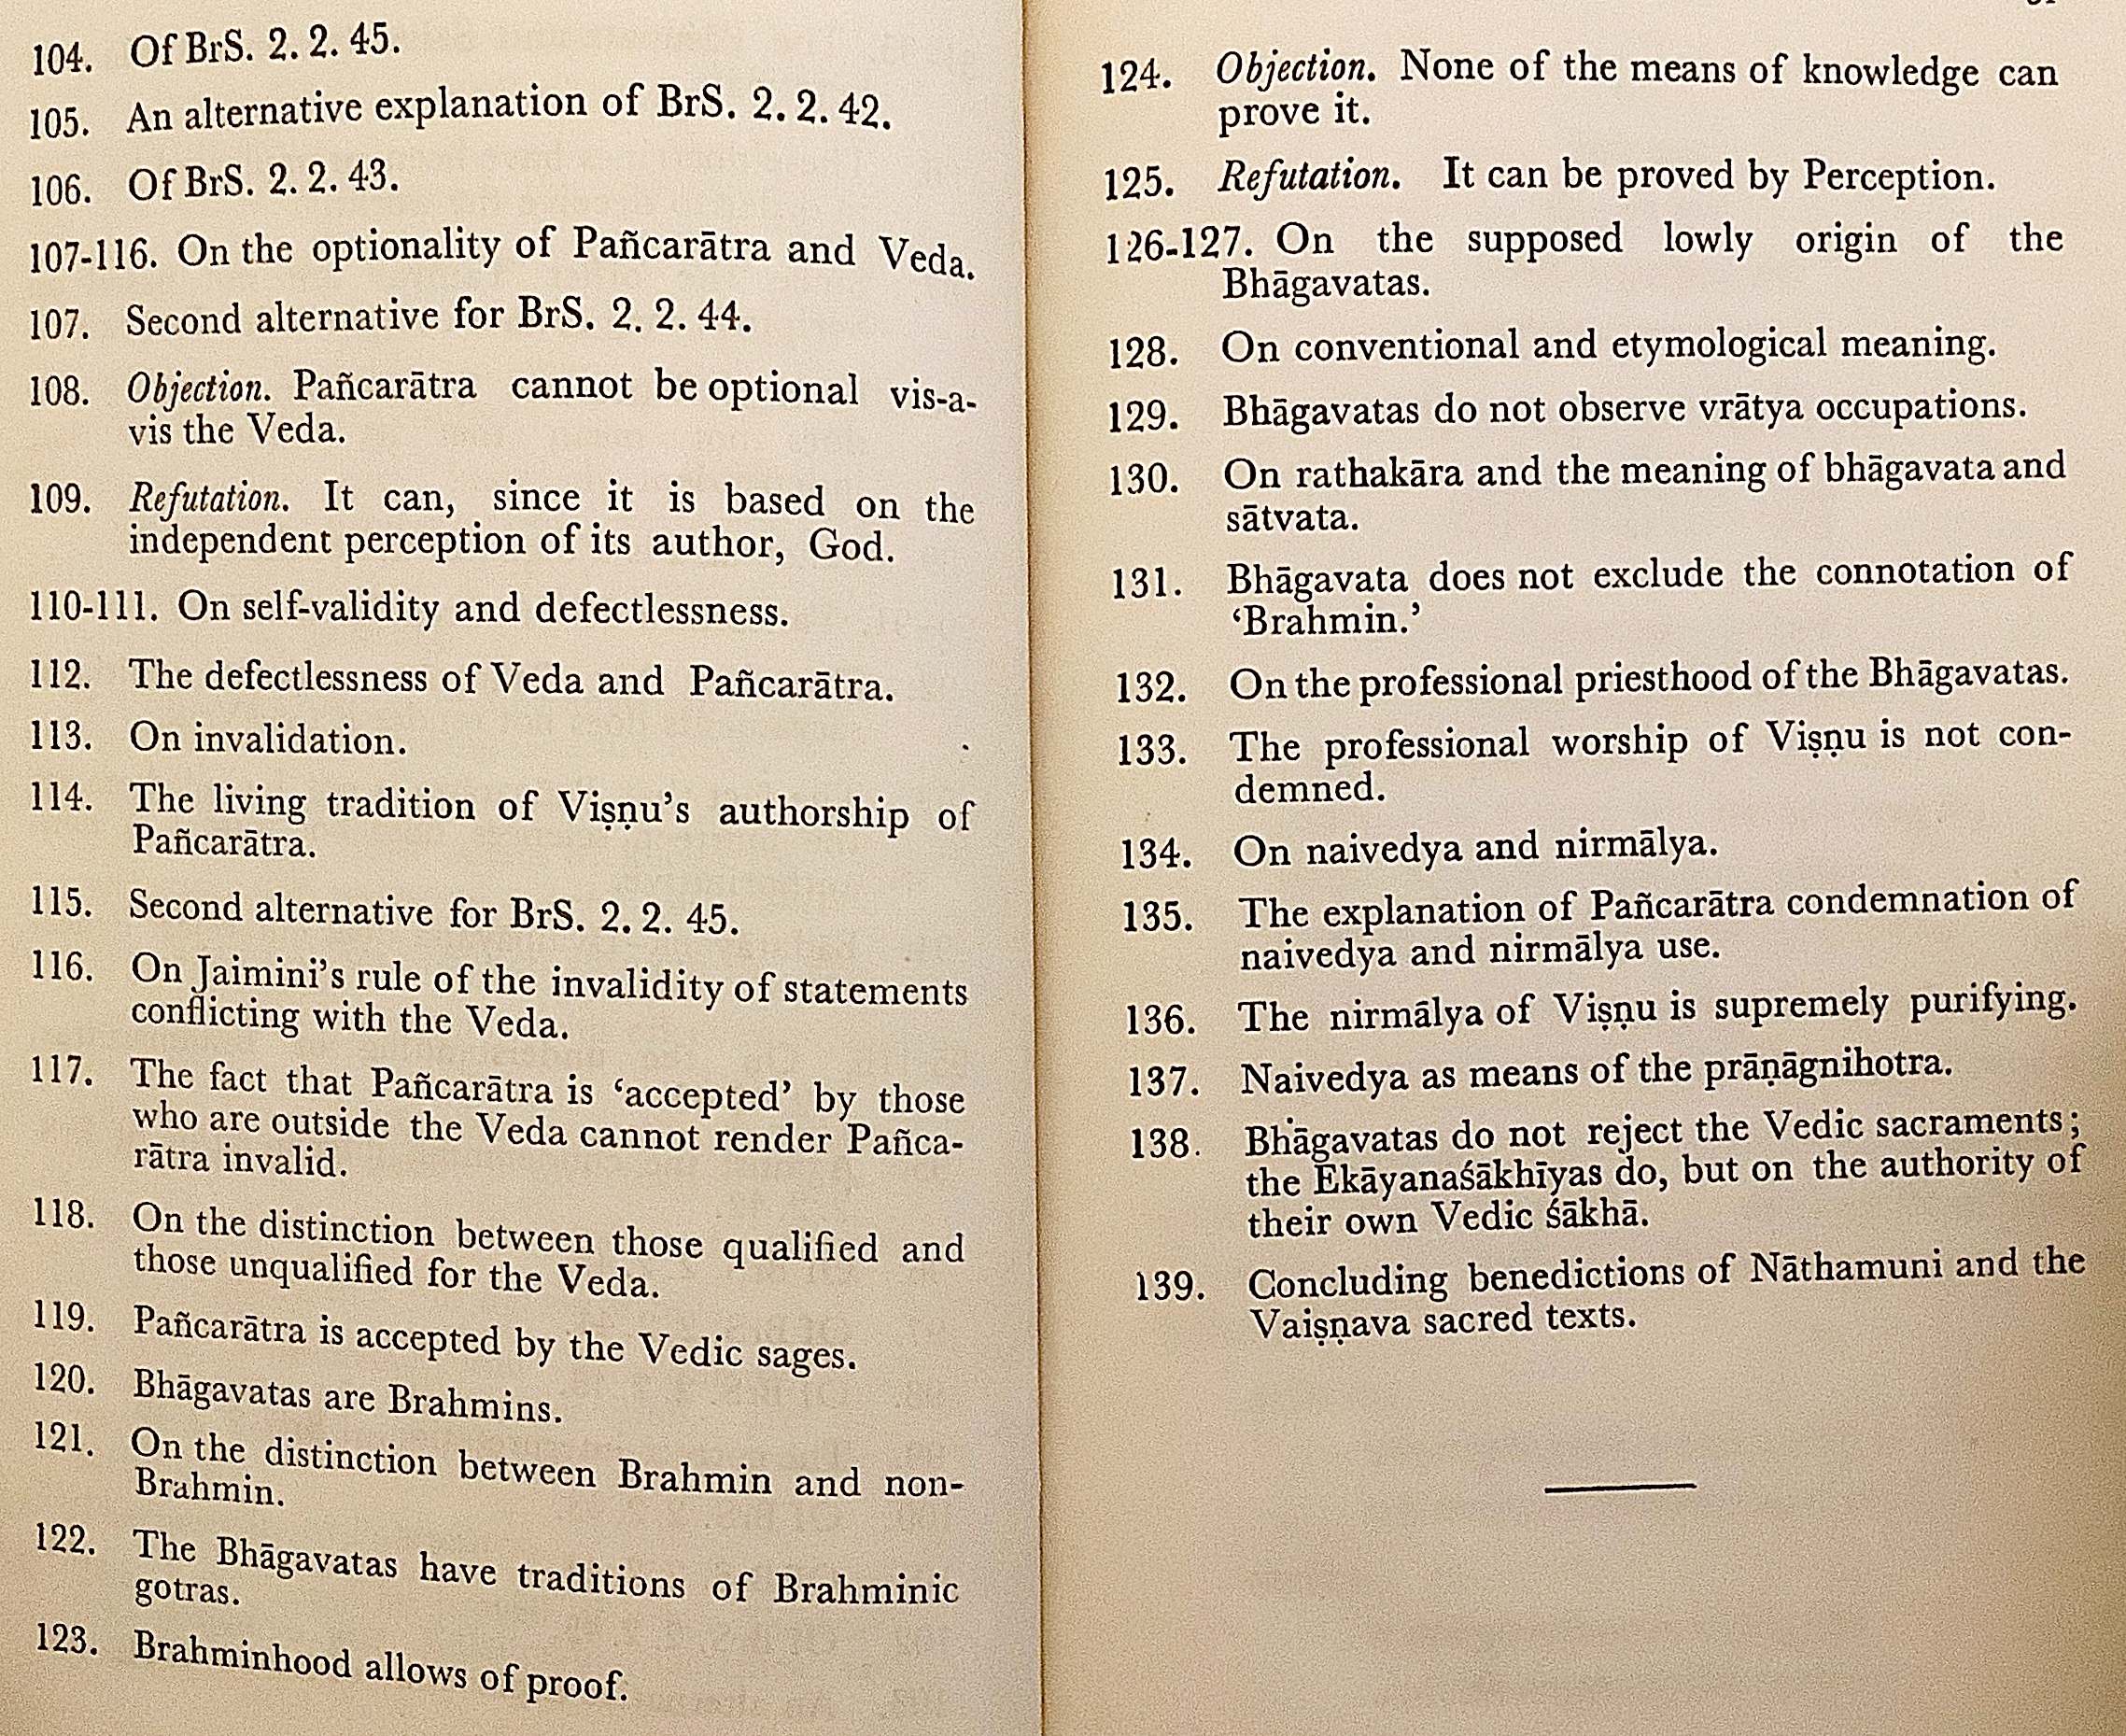 104. Of BrS. 2. 2. 45.
105. An alternative explanation of BrS. 2. 2. 42.
106. Of BrS. 2. 2. 43.
107-116. On the optionality of Pañcarātra and Veda.
107. Second alternative for BrS. 2. 2. 44.
108. Objection. Pañcarātra cannot be optional vis-a-
vis the Veda.
109. Refutation. It can, since it is based on the
independent perception of its author, God.
110-111. On self-validity and defectlessness.
112. The defectlessness of Veda and Pañcarātra.
113. On invalidation.
114. The living tradition of Viṣṇu’s authorship of
Pañcarātra.
115. Second alternative for BrS. 2. 2. 45.
116. On Jaimini’s rule of the invalidity of statements
conflicting with the Veda.
117. The fact that Pañcarātra is ‘accepted’ by those
who are outside the Veda cannot render Pañca-
rātra invalid.
118. On the distinction between those qualified and
those unqualified for the Veda.
119. Pañcarātra is accepted by the Vedic sages.
120. Bhāgavatas are Brahmins.
121. On the distinction between Brahmin and non-
Brahmin.
122. The Bhāgavatas have traditions of Brahminic
gotras.
123. Brahminhood allows of proof.
124. Objection. None of the means of knowledge can
prove it.
125. Refutation. It can be proved by Perception.
126-127. On the supposed lowly origin of the
Bhāgavatas.
128. On conventional and etymological meaning.
129. Bhāgavatas do not observe vrātya occupations.
130. On rathakāra and the meaning of bhāgavata and
sātvata.
131. Bhāgavata does not exclude the connotation of
‘Brahmin.’
132. On the professional priesthood of the Bhāgavatas.
133. The professional worship of Viṣṇu is not con-
demned.
134. On naivedya and nirmālya.
135. The explanation of Pañcarātra condemnation of
naivedya and nirmālya use.
136. The nirmālya of Viṣṇu is supremely purifying.
137. Naivedya as means of the prāṇāgnihotra.
138. Bhāgavatas do not reject the Vedic sacraments;
the Ekāyanaśākhīyas do, but on the authority of
their own Vedic śākhā.
139. Concluding benedictions of Nāthamuni and the
Vaiṣṇava sacred texts.